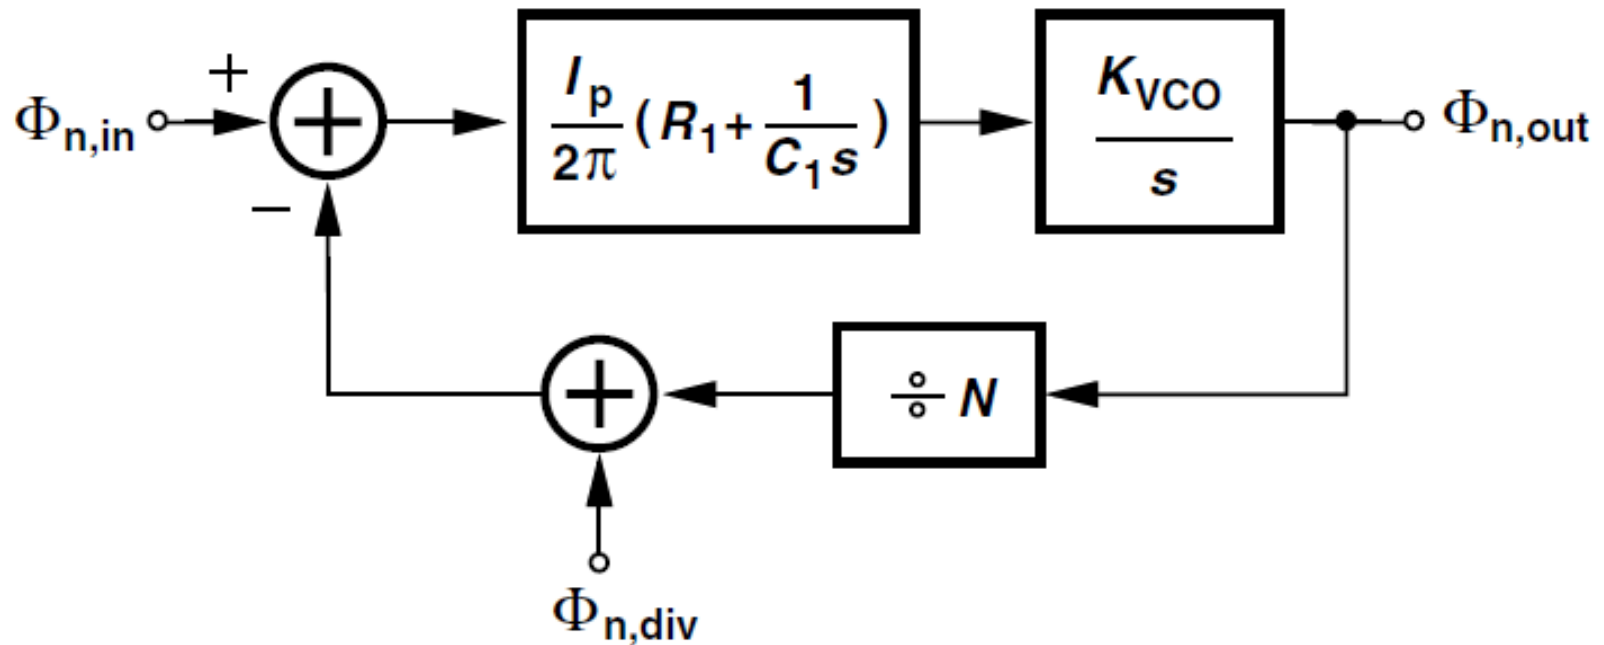 Φn,in + + − Ip/2π (R1 + 1/C1s) KVCO/s Φn,out
+ ÷ N
Φn,div